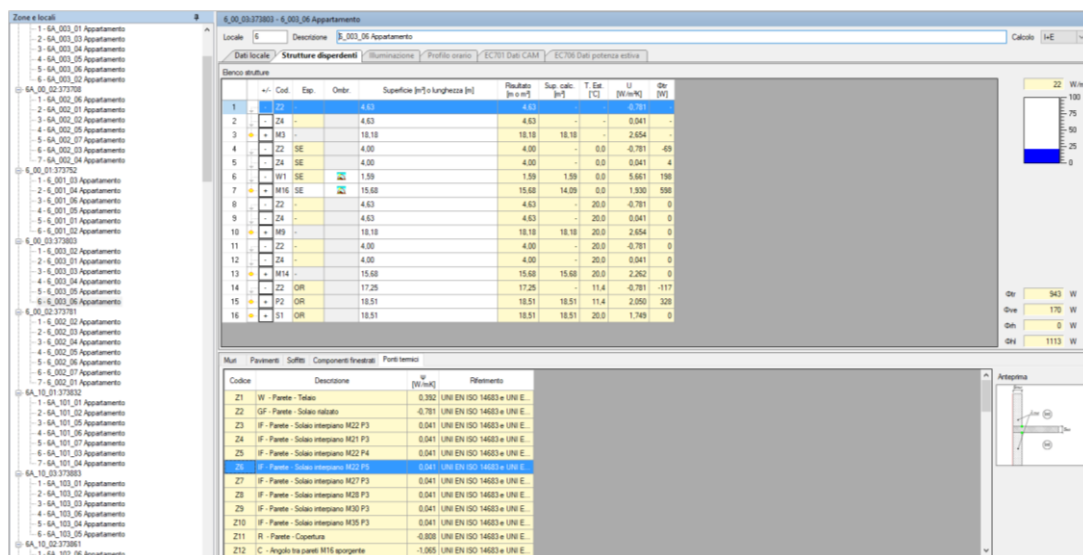 Zone e locali
1 - 6A_003_01 Appartamento
2 - 6A_003_03 Appartamento
3 - 6A_003_04 Appartamento
4 - 6A_003_05 Appartamento
5 - 6A_003_06 Appartamento
6 - 6A_003_02 Appartamento
6A_00_02:373708
1 - 6A_002_06 Appartamento
2 - 6A_002_01 Appartamento
3 - 6A_002_02 Appartamento
4 - 6A_002_05 Appartamento
5 - 6A_002_07 Appartamento
6 - 6A_002_03 Appartamento
7 - 6A_002_04 Appartamento
6_00_01:373752
1 - 6_001_03 Appartamento
2 - 6_001_04 Appartamento
3 - 6_001_06 Appartamento
4 - 6_001_05 Appartamento
5 - 6_001_01 Appartamento
6 - 6_001_02 Appartamento
6_00_03:373803
1 - 6_003_02 Appartamento
2 - 6_003_01 Appartamento
3 - 6_003_03 Appartamento
4 - 6_003_04 Appartamento
5 - 6_003_05 Appartamento
6 - 6_003_06 Appartamento
6_00_02:373781
1 - 6_002_02 Appartamento
2 - 6_002_03 Appartamento
3 - 6_002_04 Appartamento
4 - 6_002_05 Appartamento
5 - 6_002_06 Appartamento
6 - 6_002_07 Appartamento
7 - 6_002_01 Appartamento
6A_10_01:373832
1 - 6A_101_01 Appartamento
2 - 6A_101_02 Appartamento
3 - 6A_101_05 Appartamento
4 - 6A_101_06 Appartamento
5 - 6A_101_07 Appartamento
6 - 6A_101_03 Appartamento
7 - 6A_101_04 Appartamento
6A_10_03:373883
1 - 6A_103_01 Appartamento
2 - 6A_103_02 Appartamento
3 - 6A_103_03 Appartamento
4 - 6A_103_06 Appartamento
5 - 6A_103_04 Appartamento
6 - 6A_103_05 Appartamento
6A_10_02:373861
6_00_03:373803 - 6_003_06 Appartamento
Locale 6 Descrizione 6_003_06 Appartamento Calcolo I+E
Dati locale Strutture disperdenti Illuminazione Profilo orario EC701 Dati CAM EC706 Dati potenza estiva
Elenco strutture
+/- Cod. Esp. Ombr. Superficie [m²] o lunghezza [m] Risultato [m o m²] Sup. calc. [m²] T. Est. [°C] U [W/m²K] Φtr [W]
1 - Z2 - 4,63 4,63 - - -0,781 -
2 - Z4 - 4,63 4,63 - - 0,041 -
3 + M3 - 18,18 18,18 18,18 - 2,654 -
4 - Z2 SE 4,00 4,00 - 0,0 -0,781 -69
5 - Z4 SE 4,00 4,00 - 0,0 0,041 4
6 - W1 SE 1,59 1,59 1,59 0,0 5,661 198
7 + M16 SE 15,68 15,68 14,09 0,0 1,930 598
8 - Z2 - 4,63 4,63 - 20,0 -0,781 0
9 - Z4 - 4,63 4,63 - 20,0 0,041 0
10 + M9 - 18,18 18,18 18,18 20,0 2,654 0
11 - Z2 - 4,00 4,00 - 20,0 -0,781 0
12 - Z4 - 4,00 4,00 - 20,0 0,041 0
13 + M14 - 15,68 15,68 15,68 20,0 2,262 0
14 - Z2 OR 17,25 17,25 - 11,4 -0,781 -117
15 + P2 OR 18,51 18,51 18,51 11,4 2,050 328
16 + S1 OR 18,51 18,51 18,51 20,0 1,749 0
22 W/m
100
75
50
25
0
Φtr 943 W
Φve 170 W
Φrh 0 W
Φhl 1113 W
Muri Pavimenti Soffitti Componenti finestrati Ponti termici
Codice Descrizione Ψ [W/mK] Riferimento
Z1 W - Parete - Telaio 0,392 UNI EN ISO 14683 e UNI E...
Z2 GF - Parete - Solaio rialzato -0,781 UNI EN ISO 14683 e UNI E...
Z3 IF - Parete - Solaio interpiano M22 P3 0,041 UNI EN ISO 14683 e UNI E...
Z4 IF - Parete - Solaio interpiano M21 P3 0,041 UNI EN ISO 14683 e UNI E...
Z5 IF - Parete - Solaio interpiano M22 P4 0,041 UNI EN ISO 14683 e UNI E...
Z6 IF - Parete - Solaio interpiano M22 P5 0,041 UNI EN ISO 14683 e UNI E...
Z7 IF - Parete - Solaio interpiano M27 P3 0,041 UNI EN ISO 14683 e UNI E...
Z8 IF - Parete - Solaio interpiano M28 P3 0,041 UNI EN ISO 14683 e UNI E...
Z9 IF - Parete - Solaio interpiano M30 P3 0,041 UNI EN ISO 14683 e UNI E...
Z10 IF - Parete - Solaio interpiano M35 P3 0,041 UNI EN ISO 14683 e UNI E...
Z11 R - Parete - Copertura -0,808 UNI EN ISO 14683 e UNI E...
Z12 C - Angolo tra pareti M16 sporgente -1,065 UNI EN ISO 14683 e UNI E...
Anteprima